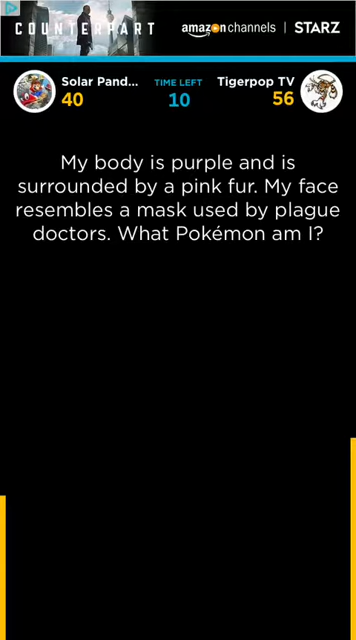 COUNTERPART
amazon channels | STARZ
Solar Pand... TIME LEFT Tigerpop TV
40 10 56
My body is purple and is
surrounded by a pink fur. My face
resembles a mask used by plague
doctors. What Pokémon am I?